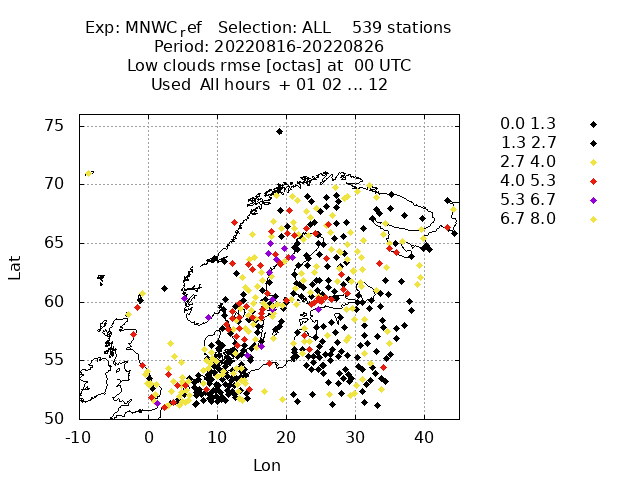 Exp: MNWC_ref   Selection: ALL    539 stations
Period: 20220816-20220826
Low clouds rmse [octas] at  00 UTC
Used  All hours  + 01 02 ... 12
0.0 1.3
1.3 2.7
2.7 4.0
4.0 5.3
5.3 6.7
6.7 8.0
75
70
65
60
55
50
Lat
-10 0 10 20 30 40
Lon